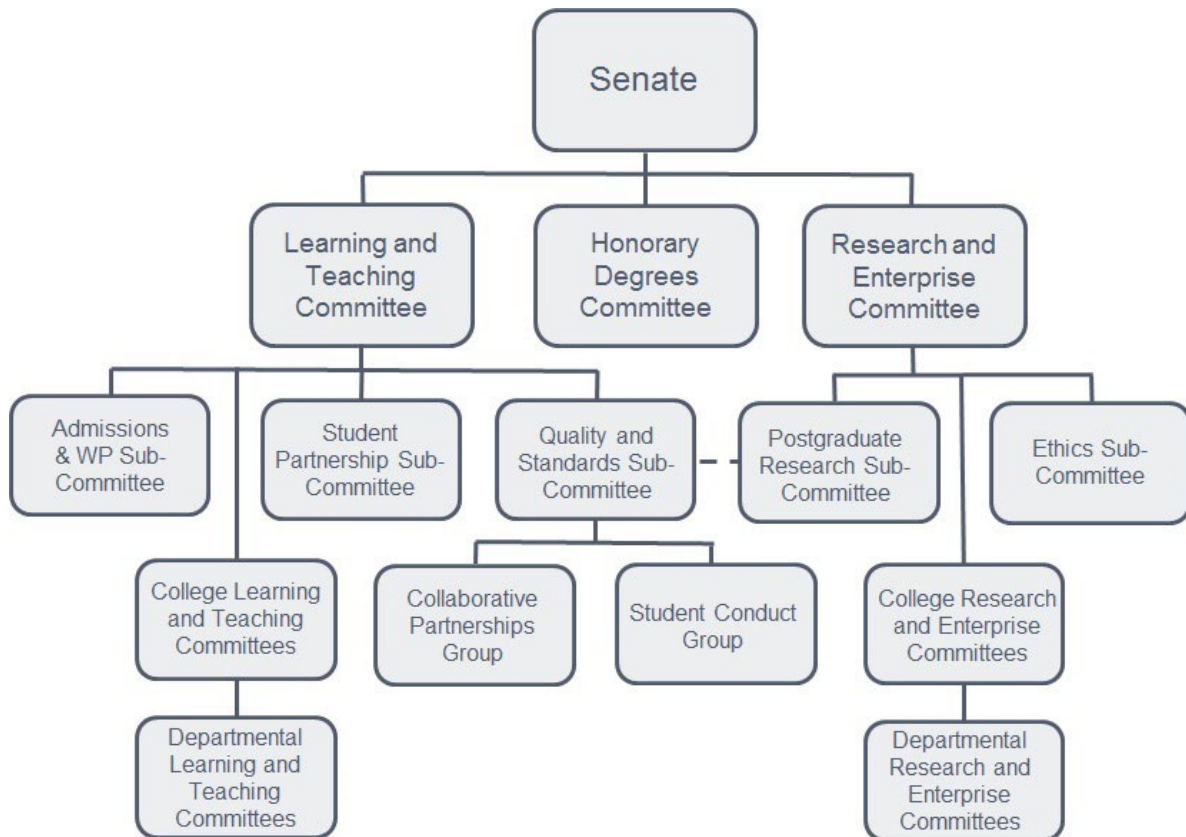 Senate
Learning and
Teaching
Committee
Honorary
Degrees
Committee
Research and
Enterprise
Committee
Admissions
& WP Sub-
Committee
Student
Partnership Sub-
Committee
Quality and
Standards Sub-
Committee
Postgraduate
Research Sub-
Committee
Ethics Sub-
Committee
College Learning
and Teaching
Committees
Collaborative
Partnerships
Group
Student Conduct
Group
College Research
and Enterprise
Committees
Departmental
Learning and
Teaching
Committees
Departmental
Research and
Enterprise
Committees